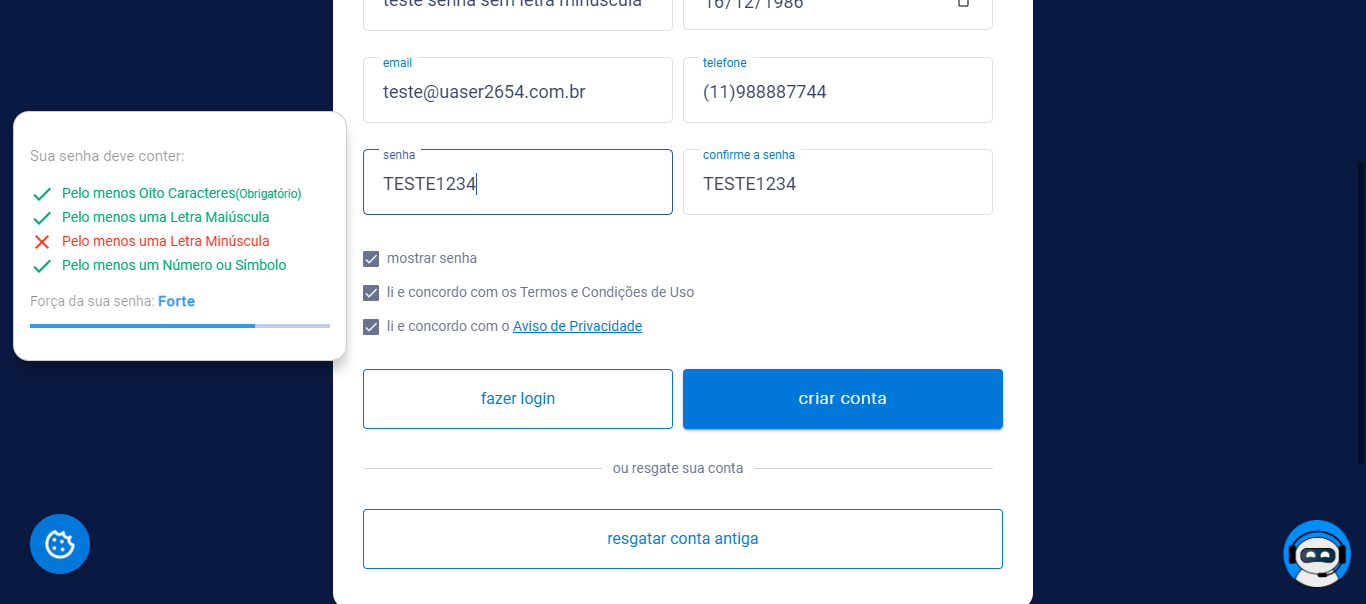 teste senha sem letra minúscula
16/12/1986
email
telefone
teste@uaser2654.com.br
(11)988887744
Sua senha deve conter:
Pelo menos Oito Caracteres(Obrigatório)
Pelo menos uma Letra Maiúscula
Pelo menos uma Letra Minúscula
Pelo menos um Número ou Símbolo
Força da sua senha: Forte
senha
confirme a senha
TESTE1234
TESTE1234
mostrar senha
li e concordo com os Termos e Condições de Uso
li e concordo com o Aviso de Privacidade
fazer login
criar conta
ou resgate sua conta
resgatar conta antiga